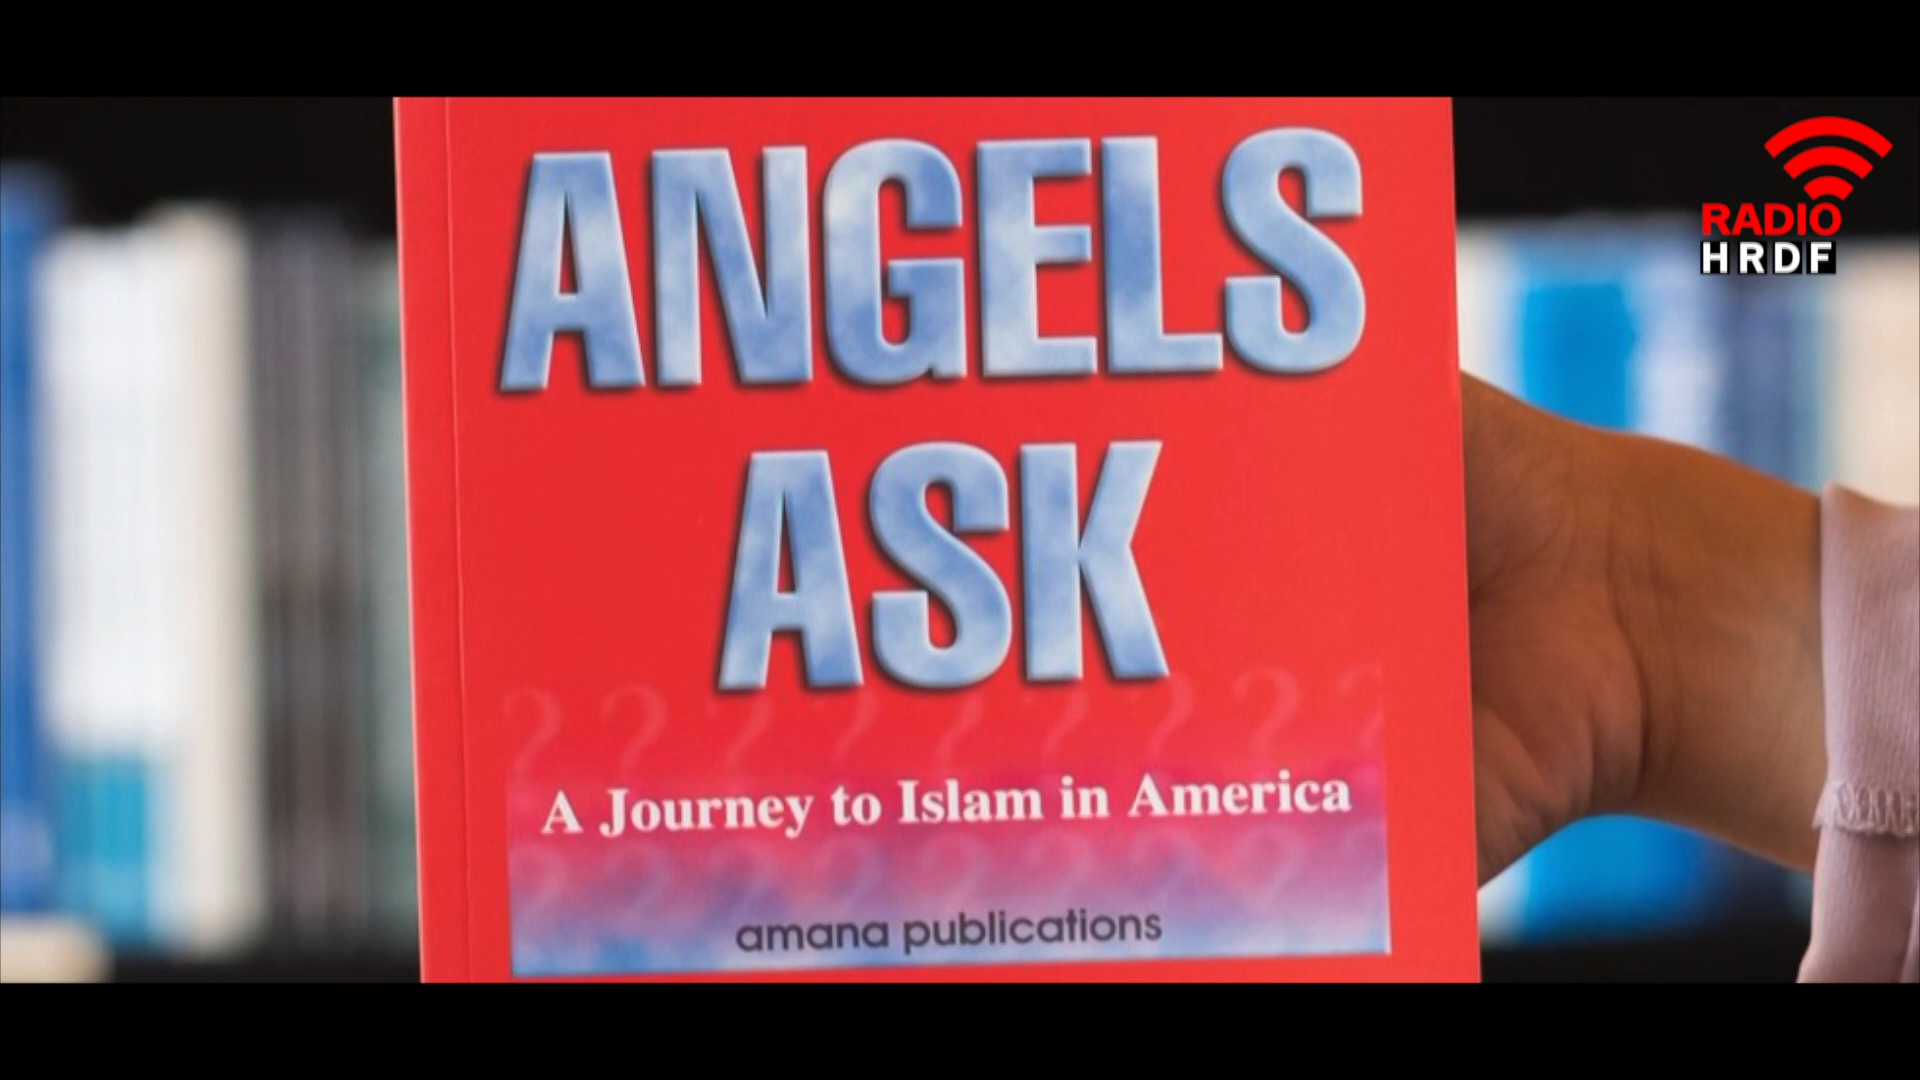 ANGELS
ASK
A Journey to Islam in America
amana publications
RADIO
HRDF